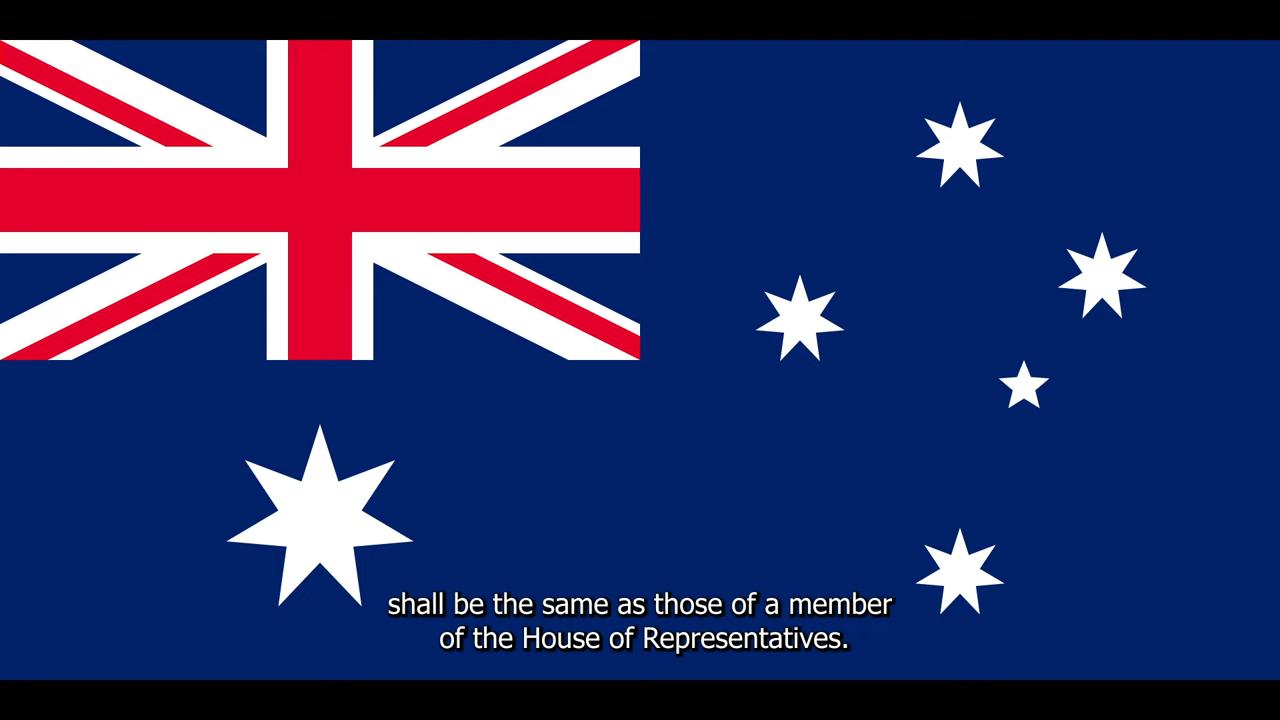 shall be the same as those of a member
of the House of Representatives.